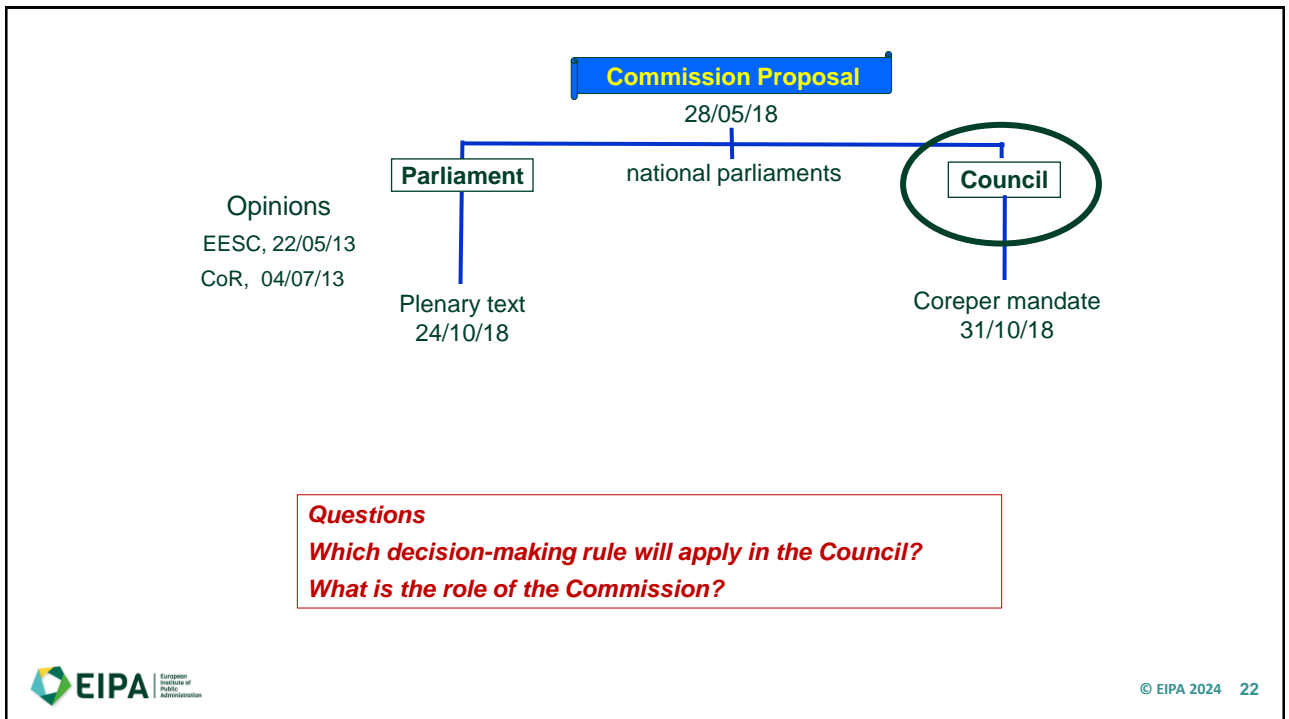 Commission Proposal
28/05/18
Parliament
national parliaments
Council
Opinions
EESC, 22/05/13
CoR, 04/07/13
Plenary text
24/10/18
Coreper mandate
31/10/18
Questions
Which decision-making rule will apply in the Council?
What is the role of the Commission?
EIPA
European
Institute of
Public
Administration
© EIPA 2024 22